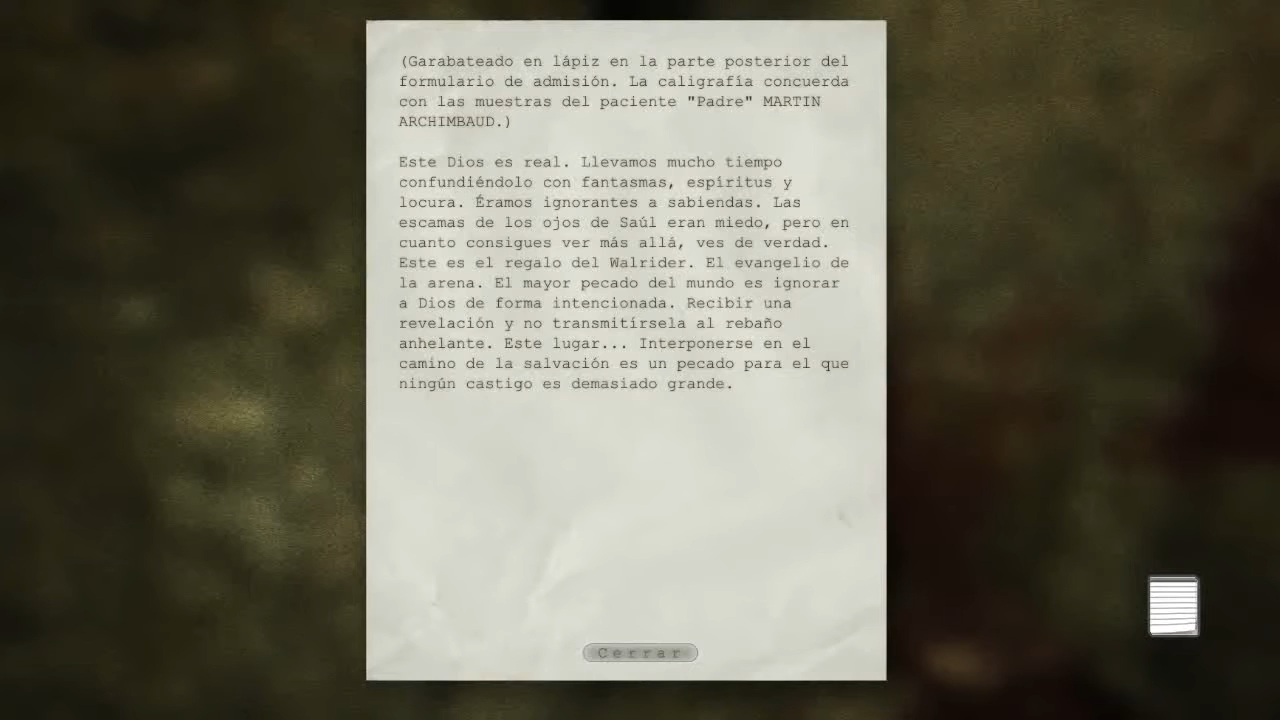 (Garabateado en lápiz en la parte posterior del
formulario de admisión. La caligrafía concuerda
con las muestras del paciente "Padre" MARTIN
ARCHIMBAUD.)
Este Dios es real. Llevamos mucho tiempo
confundiéndolo con fantasmas, espíritus y
locura. Éramos ignorantes a sabiendas. Las
escamas de los ojos de Saúl eran miedo, pero en
cuanto consigues ver más allá, ves de verdad.
Este es el regalo del Walrider. El evangelio de
la arena. El mayor pecado del mundo es ignorar
a Dios de forma intencionada. Recibir una
revelación y no transmitírsela al rebaño
anhelante. Este lugar... Interponerse en el
camino de la salvación es un pecado para el que
ningún castigo es demasiado grande.
Cerrar